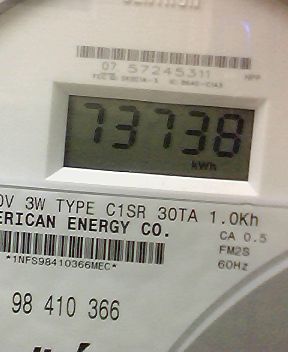 07 57245311
73738
kWh
0V 3W TYPE C1SR 30TA 1.0Kh
ERICAN ENERGY CO.
CA 0.5
FM2S
*1NFS98410366MEC*
60Hz
98 410 366